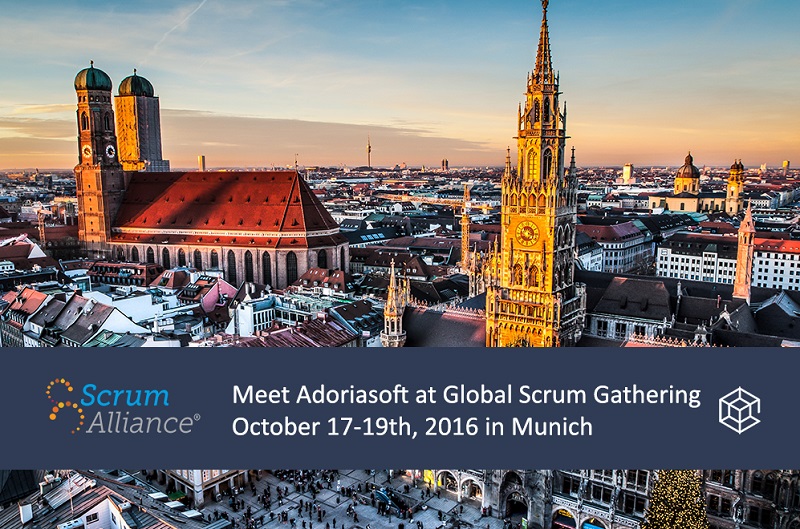 Scrum
Alliance®
Meet Adoriasoft at Global Scrum Gathering
October 17-19th, 2016 in Munich